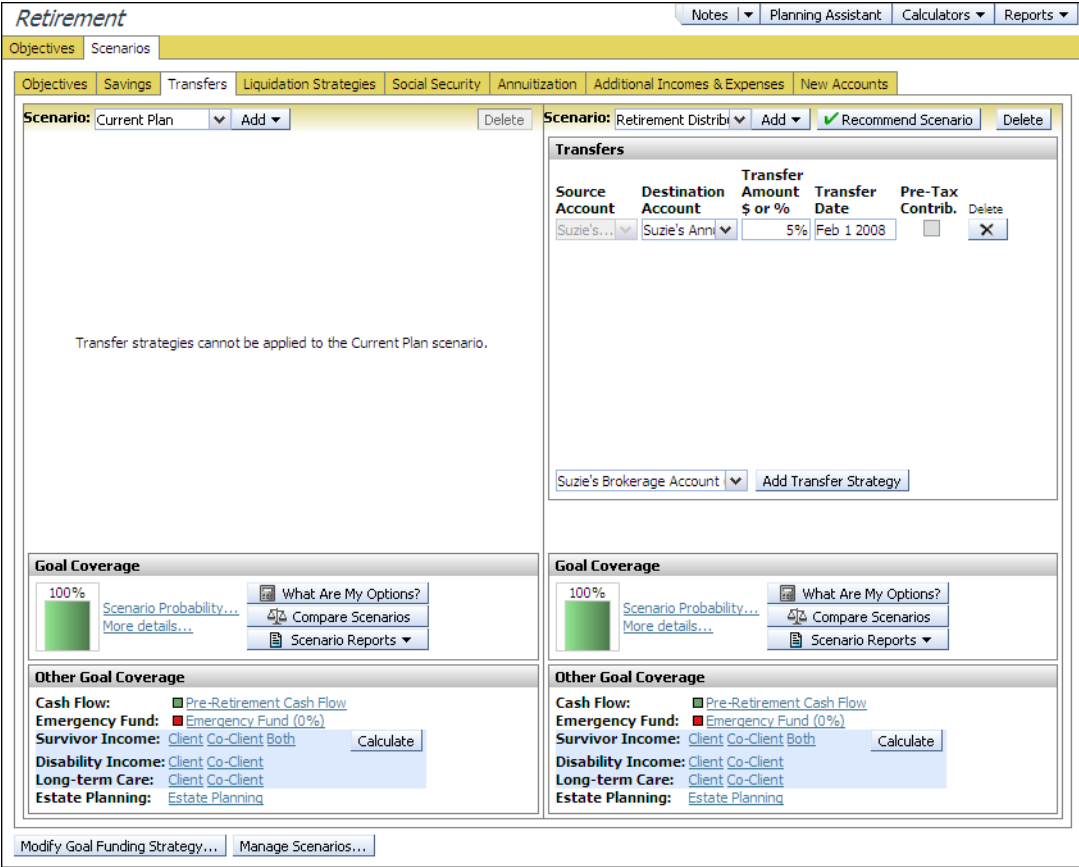 Retirement
Notes Planning Assistant Calculators Reports
Objectives Scenarios
Objectives Savings Transfers Liquidation Strategies Social Security Annuitization Additional Incomes & Expenses New Accounts
Scenario: Current Plan Add Delete
Transfer strategies cannot be applied to the Current Plan scenario.
Goal Coverage
100%
Scenario Probability...
More details...
What Are My Options?
Compare Scenarios
Scenario Reports
Other Goal Coverage
Cash Flow: Pre-Retirement Cash Flow
Emergency Fund: Emergency Fund (0%)
Survivor Income: Client Co-Client Both Calculate
Disability Income: Client Co-Client
Long-term Care: Client Co-Client
Estate Planning: Estate Planning
Scenario: Retirement Distrib Add Recommend Scenario Delete
Transfers
Source Account Destination Account Transfer Amount $ or % Transfer Date Pre-Tax Contrib. Delete
Suzie's... Suzie's Ann 5% Feb 1 2008
Suzie's Brokerage Account Add Transfer Strategy
Goal Coverage
100%
Scenario Probability...
More details...
What Are My Options?
Compare Scenarios
Scenario Reports
Other Goal Coverage
Cash Flow: Pre-Retirement Cash Flow
Emergency Fund: Emergency Fund (0%)
Survivor Income: Client Co-Client Both Calculate
Disability Income: Client Co-Client
Long-term Care: Client Co-Client
Estate Planning: Estate Planning
Modify Goal Funding Strategy... Manage Scenarios...